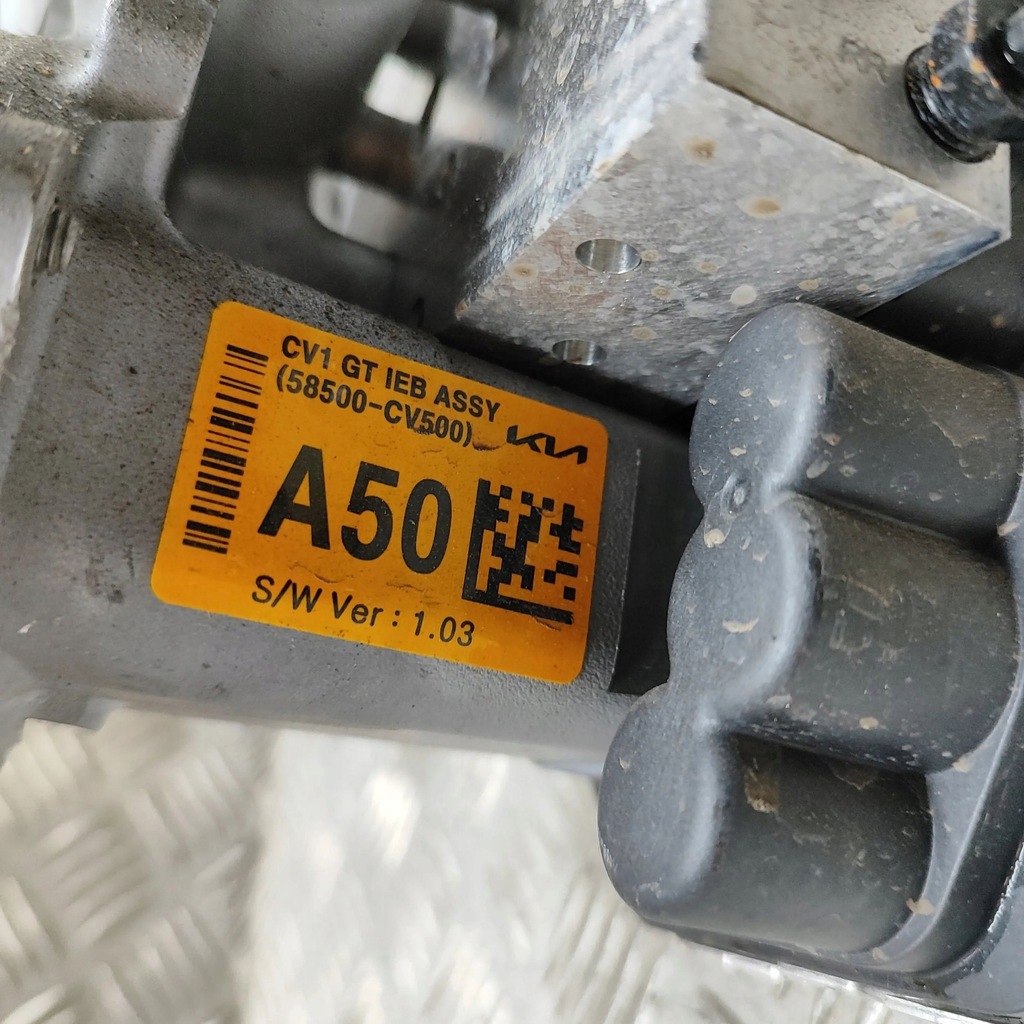 CV1 GT IEB ASSY
(58500-CV500)
KIA
A50
S/W Ver : 1.03